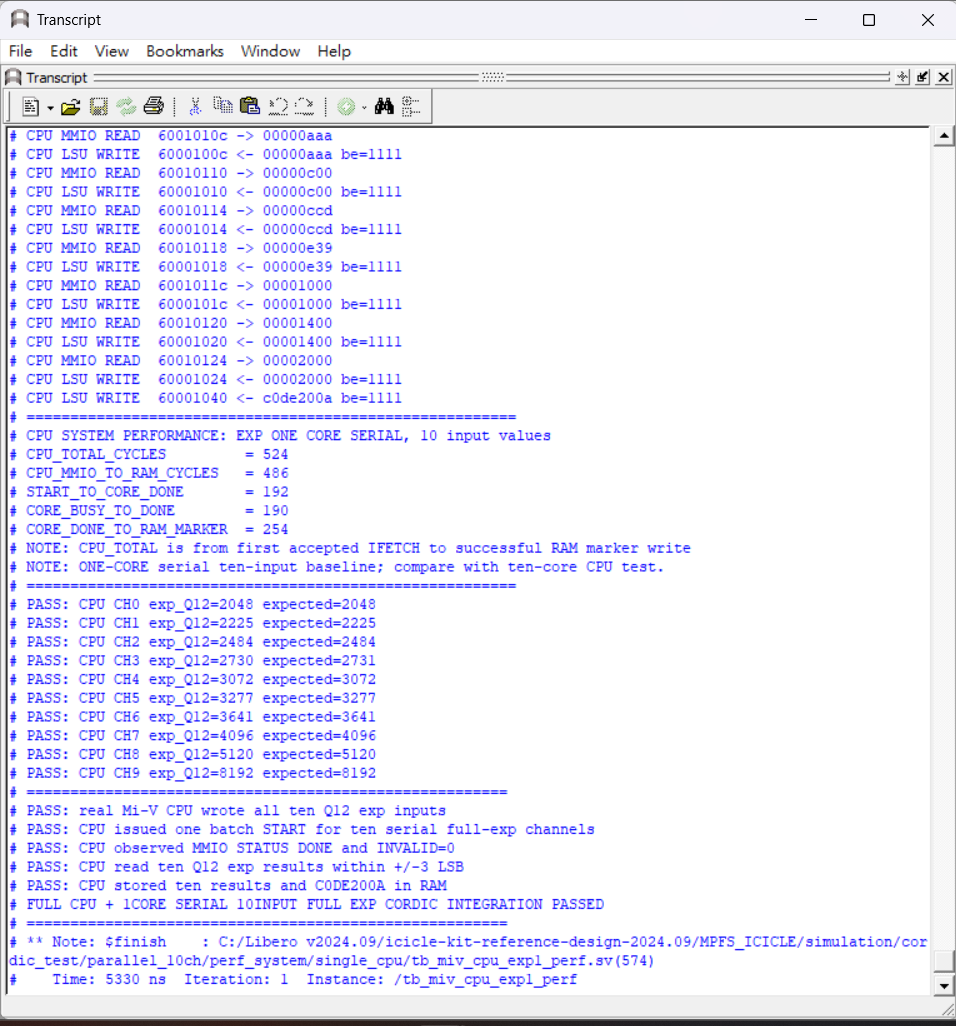 Transcript
File Edit View Bookmarks Window Help
Transcript
# CPU MMIO READ  6001010c -> 00000aaa
# CPU LSU WRITE  6000100c <- 00000aaa be=1111
# CPU MMIO READ  60010110 -> 00000c00
# CPU LSU WRITE  60001010 <- 00000c00 be=1111
# CPU MMIO READ  60010114 -> 00000ccd
# CPU LSU WRITE  60001014 <- 00000ccd be=1111
# CPU MMIO READ  60010118 -> 00000e39
# CPU LSU WRITE  60001018 <- 00000e39 be=1111
# CPU MMIO READ  6001011c -> 00001000
# CPU LSU WRITE  6000101c <- 00001000 be=1111
# CPU MMIO READ  60010120 -> 00001400
# CPU LSU WRITE  60001020 <- 00001400 be=1111
# CPU MMIO READ  60010124 -> 00002000
# CPU LSU WRITE  60001024 <- 00002000 be=1111
# CPU LSU WRITE  60001040 <- c0de200a be=1111
# ========================================================
# CPU SYSTEM PERFORMANCE: EXP ONE CORE SERIAL, 10 input values
# CPU_TOTAL_CYCLES         = 524
# CPU_MMIO_TO_RAM_CYCLES   = 486
# START_TO_CORE_DONE       = 192
# CORE_BUSY_TO_DONE        = 190
# CORE_DONE_TO_RAM_MARKER  = 254
# NOTE: CPU_TOTAL is from first accepted IFETCH to successful RAM marker write
# NOTE: ONE-CORE serial ten-input baseline; compare with ten-core CPU test.
# ========================================================
# PASS: CPU CH0 exp_Q12=2048 expected=2048
# PASS: CPU CH1 exp_Q12=2225 expected=2225
# PASS: CPU CH2 exp_Q12=2484 expected=2484
# PASS: CPU CH3 exp_Q12=2730 expected=2731
# PASS: CPU CH4 exp_Q12=3072 expected=3072
# PASS: CPU CH5 exp_Q12=3277 expected=3277
# PASS: CPU CH6 exp_Q12=3641 expected=3641
# PASS: CPU CH7 exp_Q12=4096 expected=4096
# PASS: CPU CH8 exp_Q12=5120 expected=5120
# PASS: CPU CH9 exp_Q12=8192 expected=8192
# =======================================================
# PASS: real Mi-V CPU wrote all ten Q12 exp inputs
# PASS: CPU issued one batch START for ten serial full-exp channels
# PASS: CPU observed MMIO STATUS DONE and INVALID=0
# PASS: CPU read ten Q12 exp results within +/-3 LSB
# PASS: CPU stored ten results and C0DE200A in RAM
# FULL CPU + 1CORE SERIAL 10INPUT FULL EXP CORDIC INTEGRATION PASSED
# =======================================================
# ** Note: $finish    : C:/Libero v2024.09/icicle-kit-reference-design-2024.09/MPFS_ICICLE/simulation/cor
dic_test/parallel_10ch/perf_system/single_cpu/tb_miv_cpu_exp1_perf.sv(574)
#    Time: 5330 ns  Iteration: 1  Instance: /tb_miv_cpu_exp1_perf